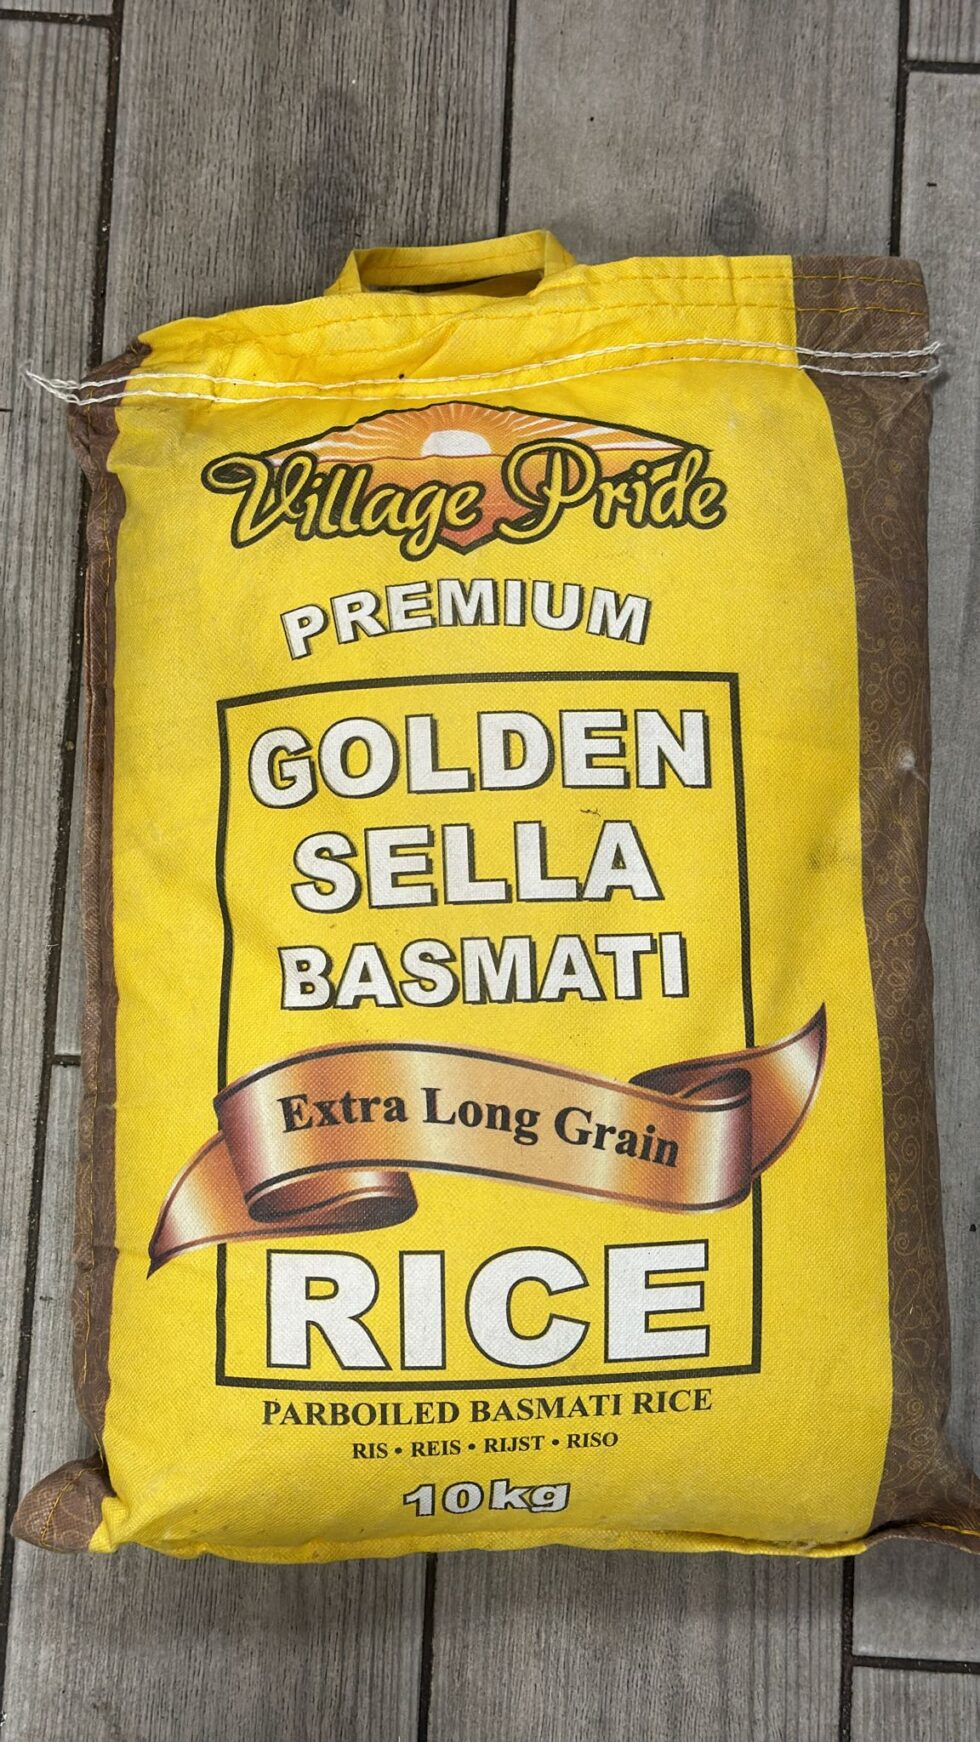 Village Pride
PREMIUM
GOLDEN
SELLA
BASMATI
Extra Long Grain
RICE
PARBOILED BASMATI RICE
RIS • REIS • RIJST • RISO
10kg